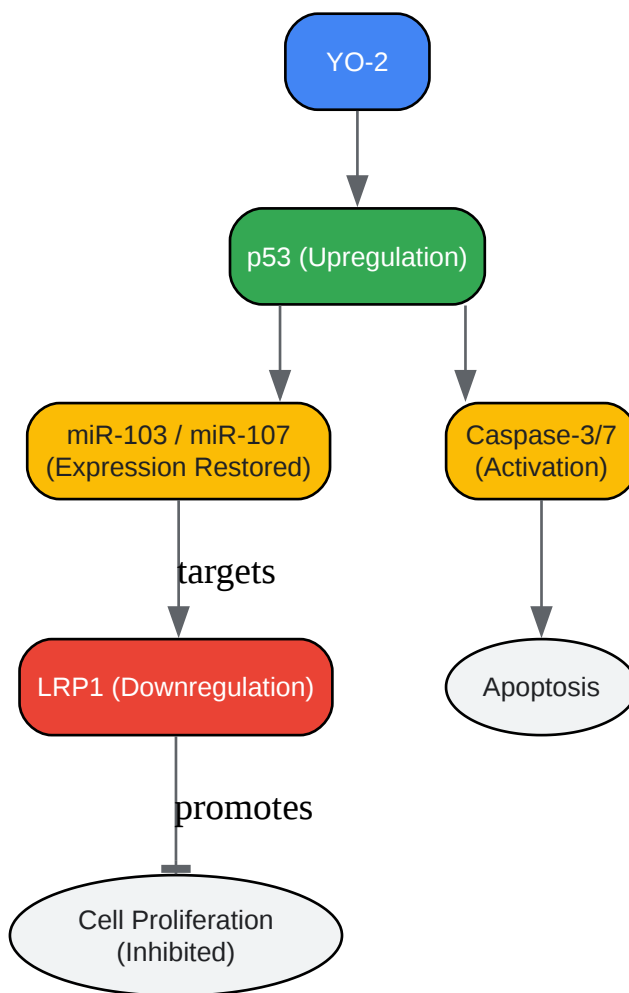 YO-2
p53 (Upregulation)
miR-103 / miR-107
(Expression Restored)
Caspase-3/7
(Activation)
targets
LRP1 (Downregulation)
Apoptosis
promotes
Cell Proliferation
(Inhibited)